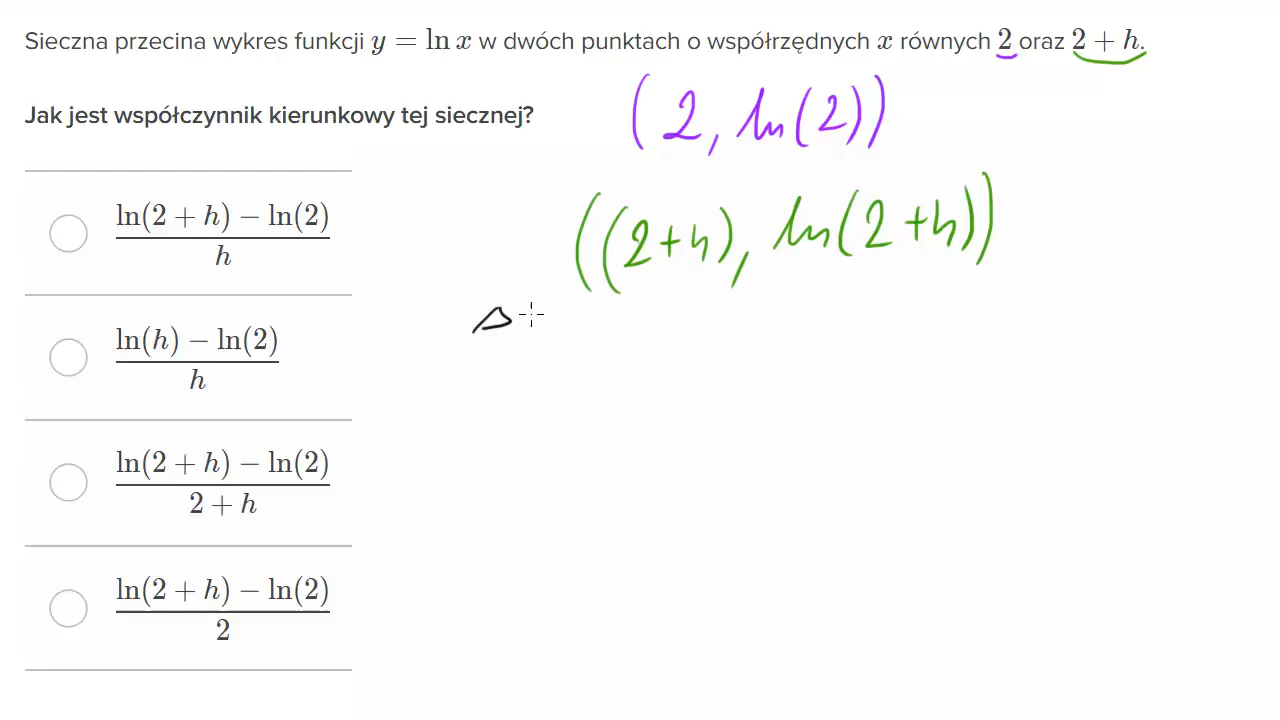 Sieczna przecina wykres funkcji y = ln x w dwóch punktach o współrzędnych x równych 2 oraz 2 + h.
(2, ln(2))
Jak jest współczynnik kierunkowy tej siecznej?
((2+h), ln(2+h))
ln(2 + h) − ln(2)
h
Δ
ln(h) − ln(2)
h
ln(2 + h) − ln(2)
2 + h
ln(2 + h) − ln(2)
2